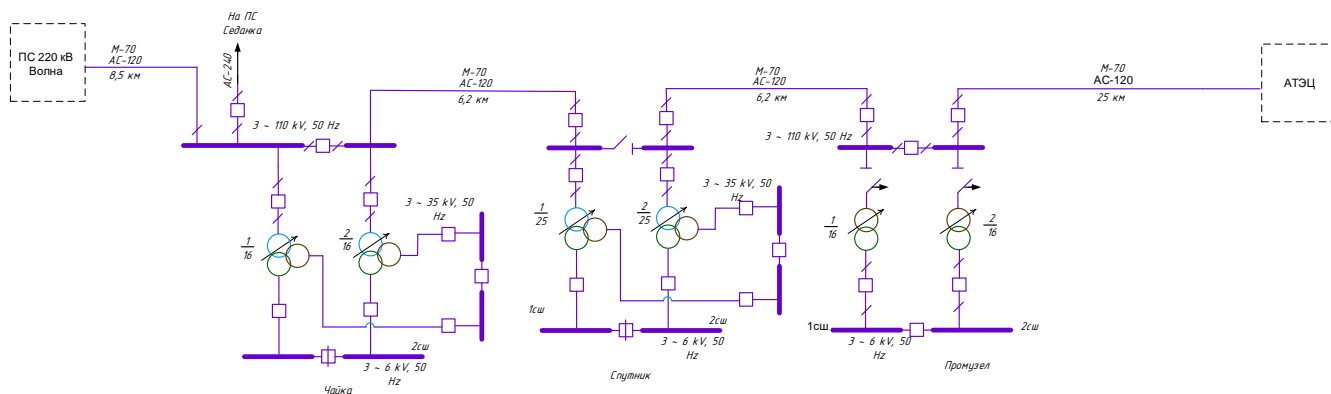 На ПС
Седанка
ПС 220 кВ
Волна
М-70
АС-120
8,5 км
АС-240
3 ~ 110 kV, 50 Hz
М-70
АС-120
6,2 км
М-70
АС-120
6,2 км
М-70
АС-120
25 км
АТЭЦ
3 ~ 110 kV, 50 Hz
3 ~ 35 kV, 50
Hz
3 ~ 35 kV, 50
Hz
1
16
2
16
1
25
2
25
1
16
2
16
1сш
2сш
3 ~ 6 kV, 50
Hz
1сш
2сш
3 ~ 6 kV, 50
Hz
2сш
3 ~ 6 kV, 50
Hz
Чайка
Спутник
Промузел